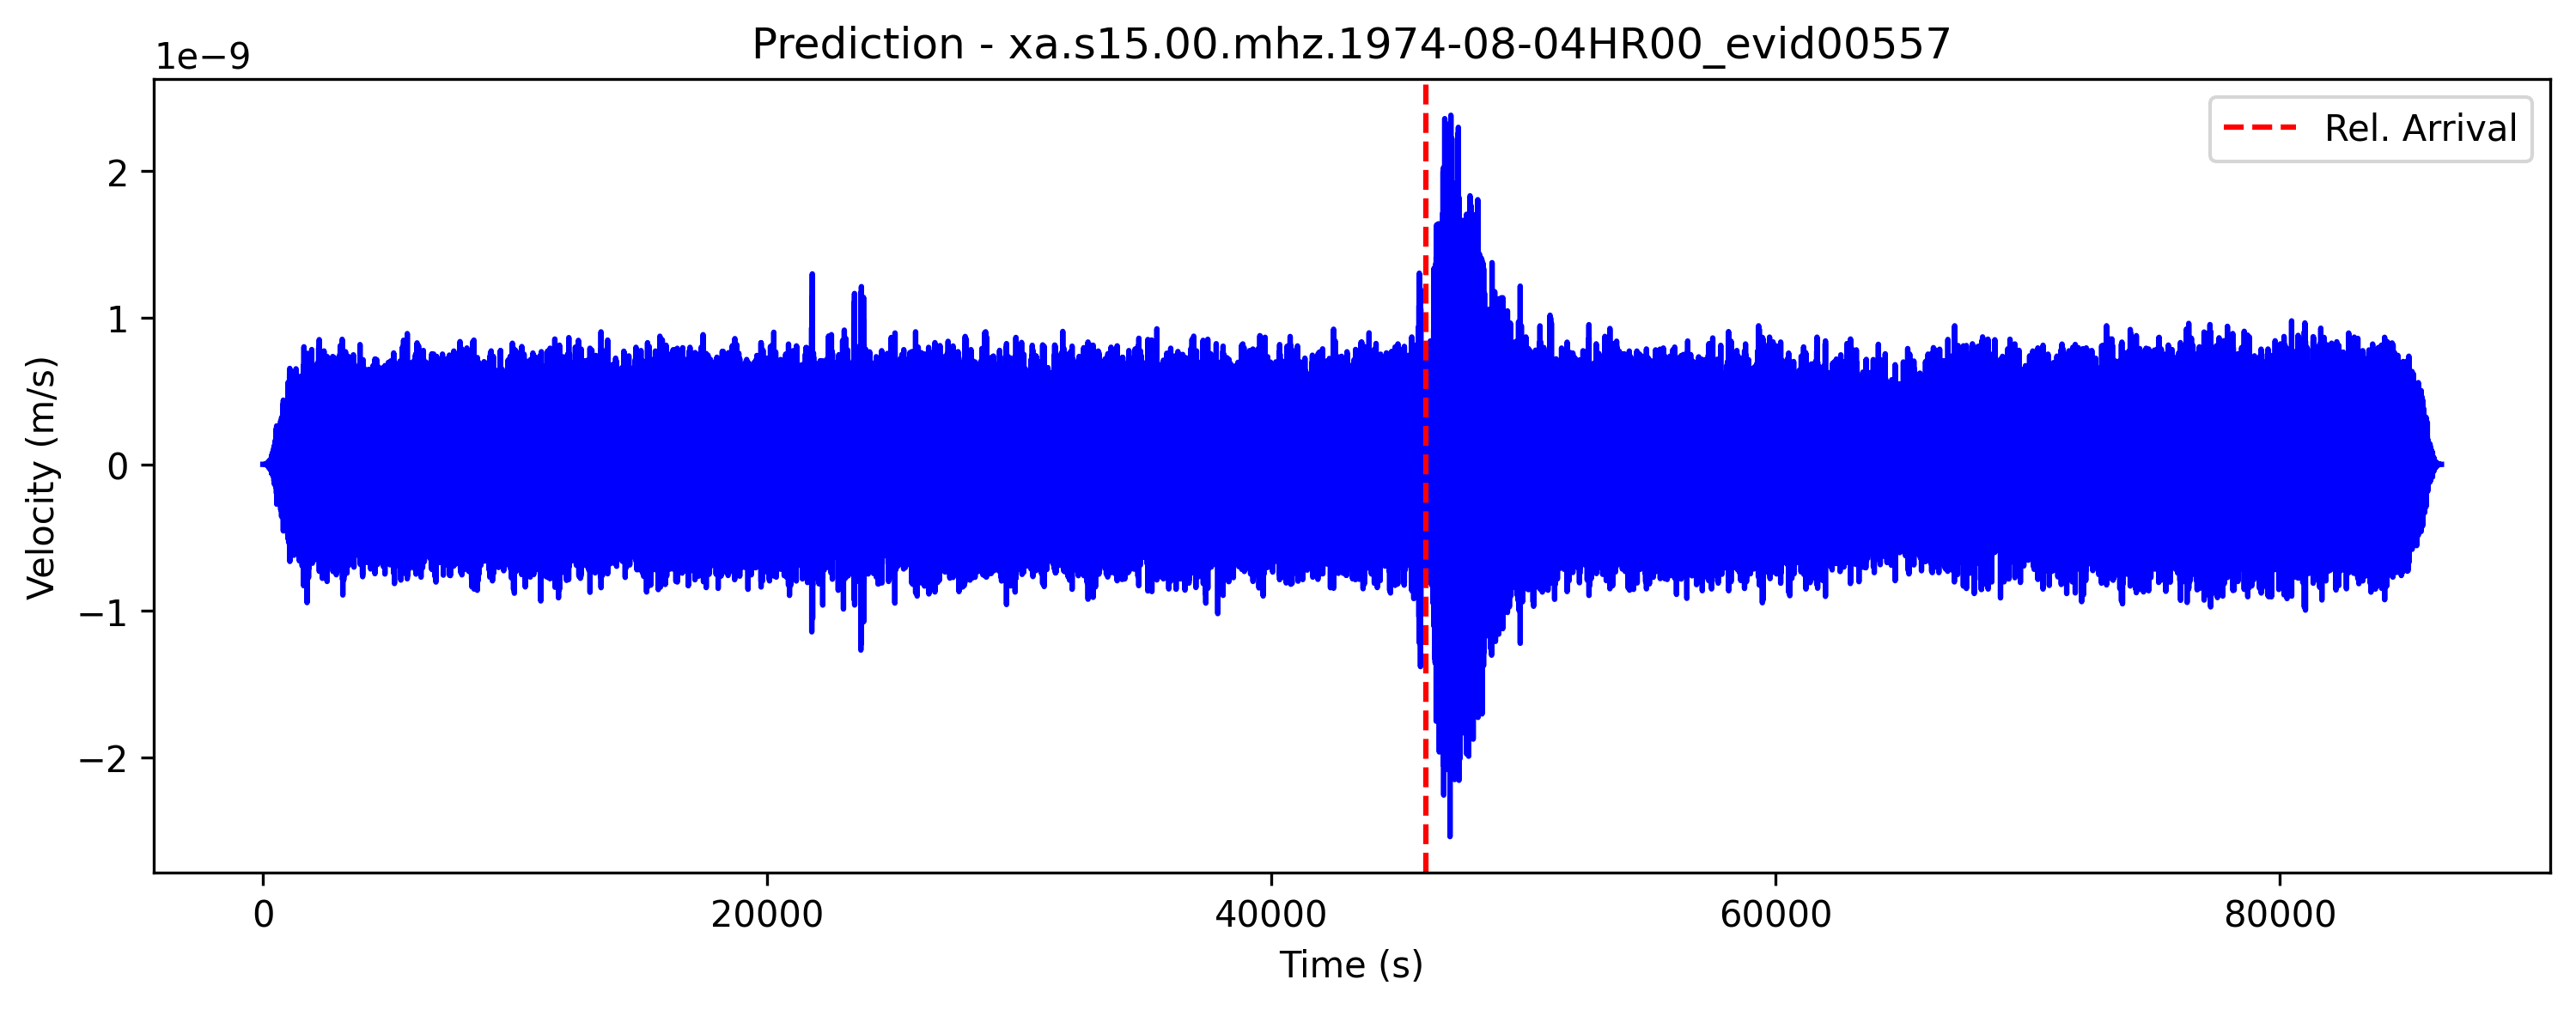 Prediction - xa.s15.00.mhz.1974-08-04HR00_evid00557
1e−9
Rel. Arrival
2
1
0
−1
−2
Velocity (m/s)
0 20000 40000 60000 80000
Time (s)